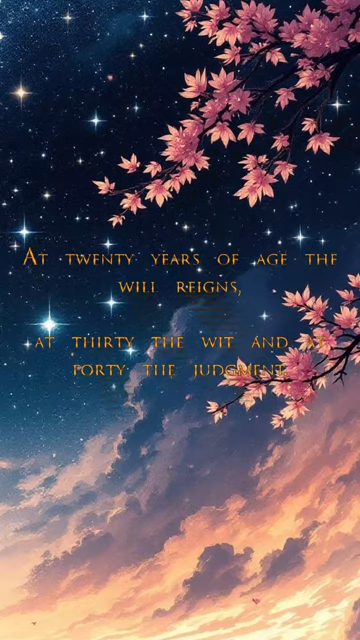 At twenty years of age the
will reigns,
at thirty the wit and at
forty the judgment.